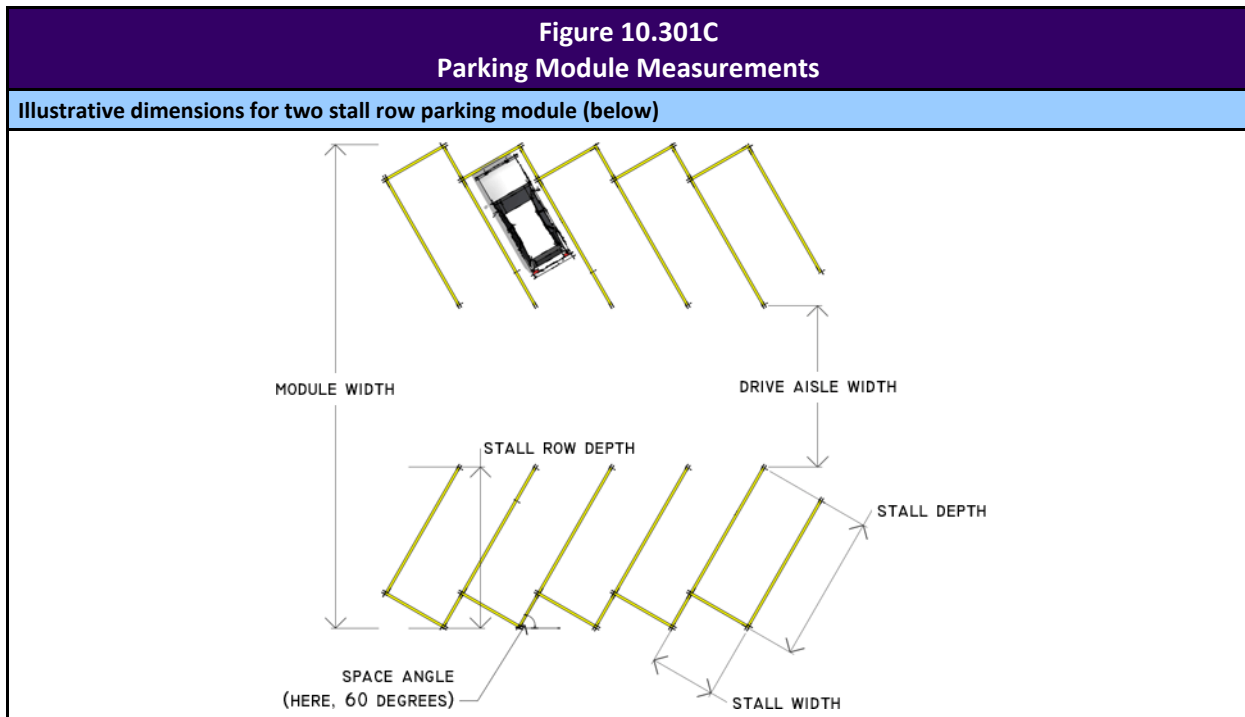 Figure 10.301C
Parking Module Measurements
Illustrative dimensions for two stall row parking module (below)
MODULE WIDTH
DRIVE AISLE WIDTH
STALL ROW DEPTH
STALL DEPTH
SPACE ANGLE
(HERE, 60 DEGREES)
STALL WIDTH